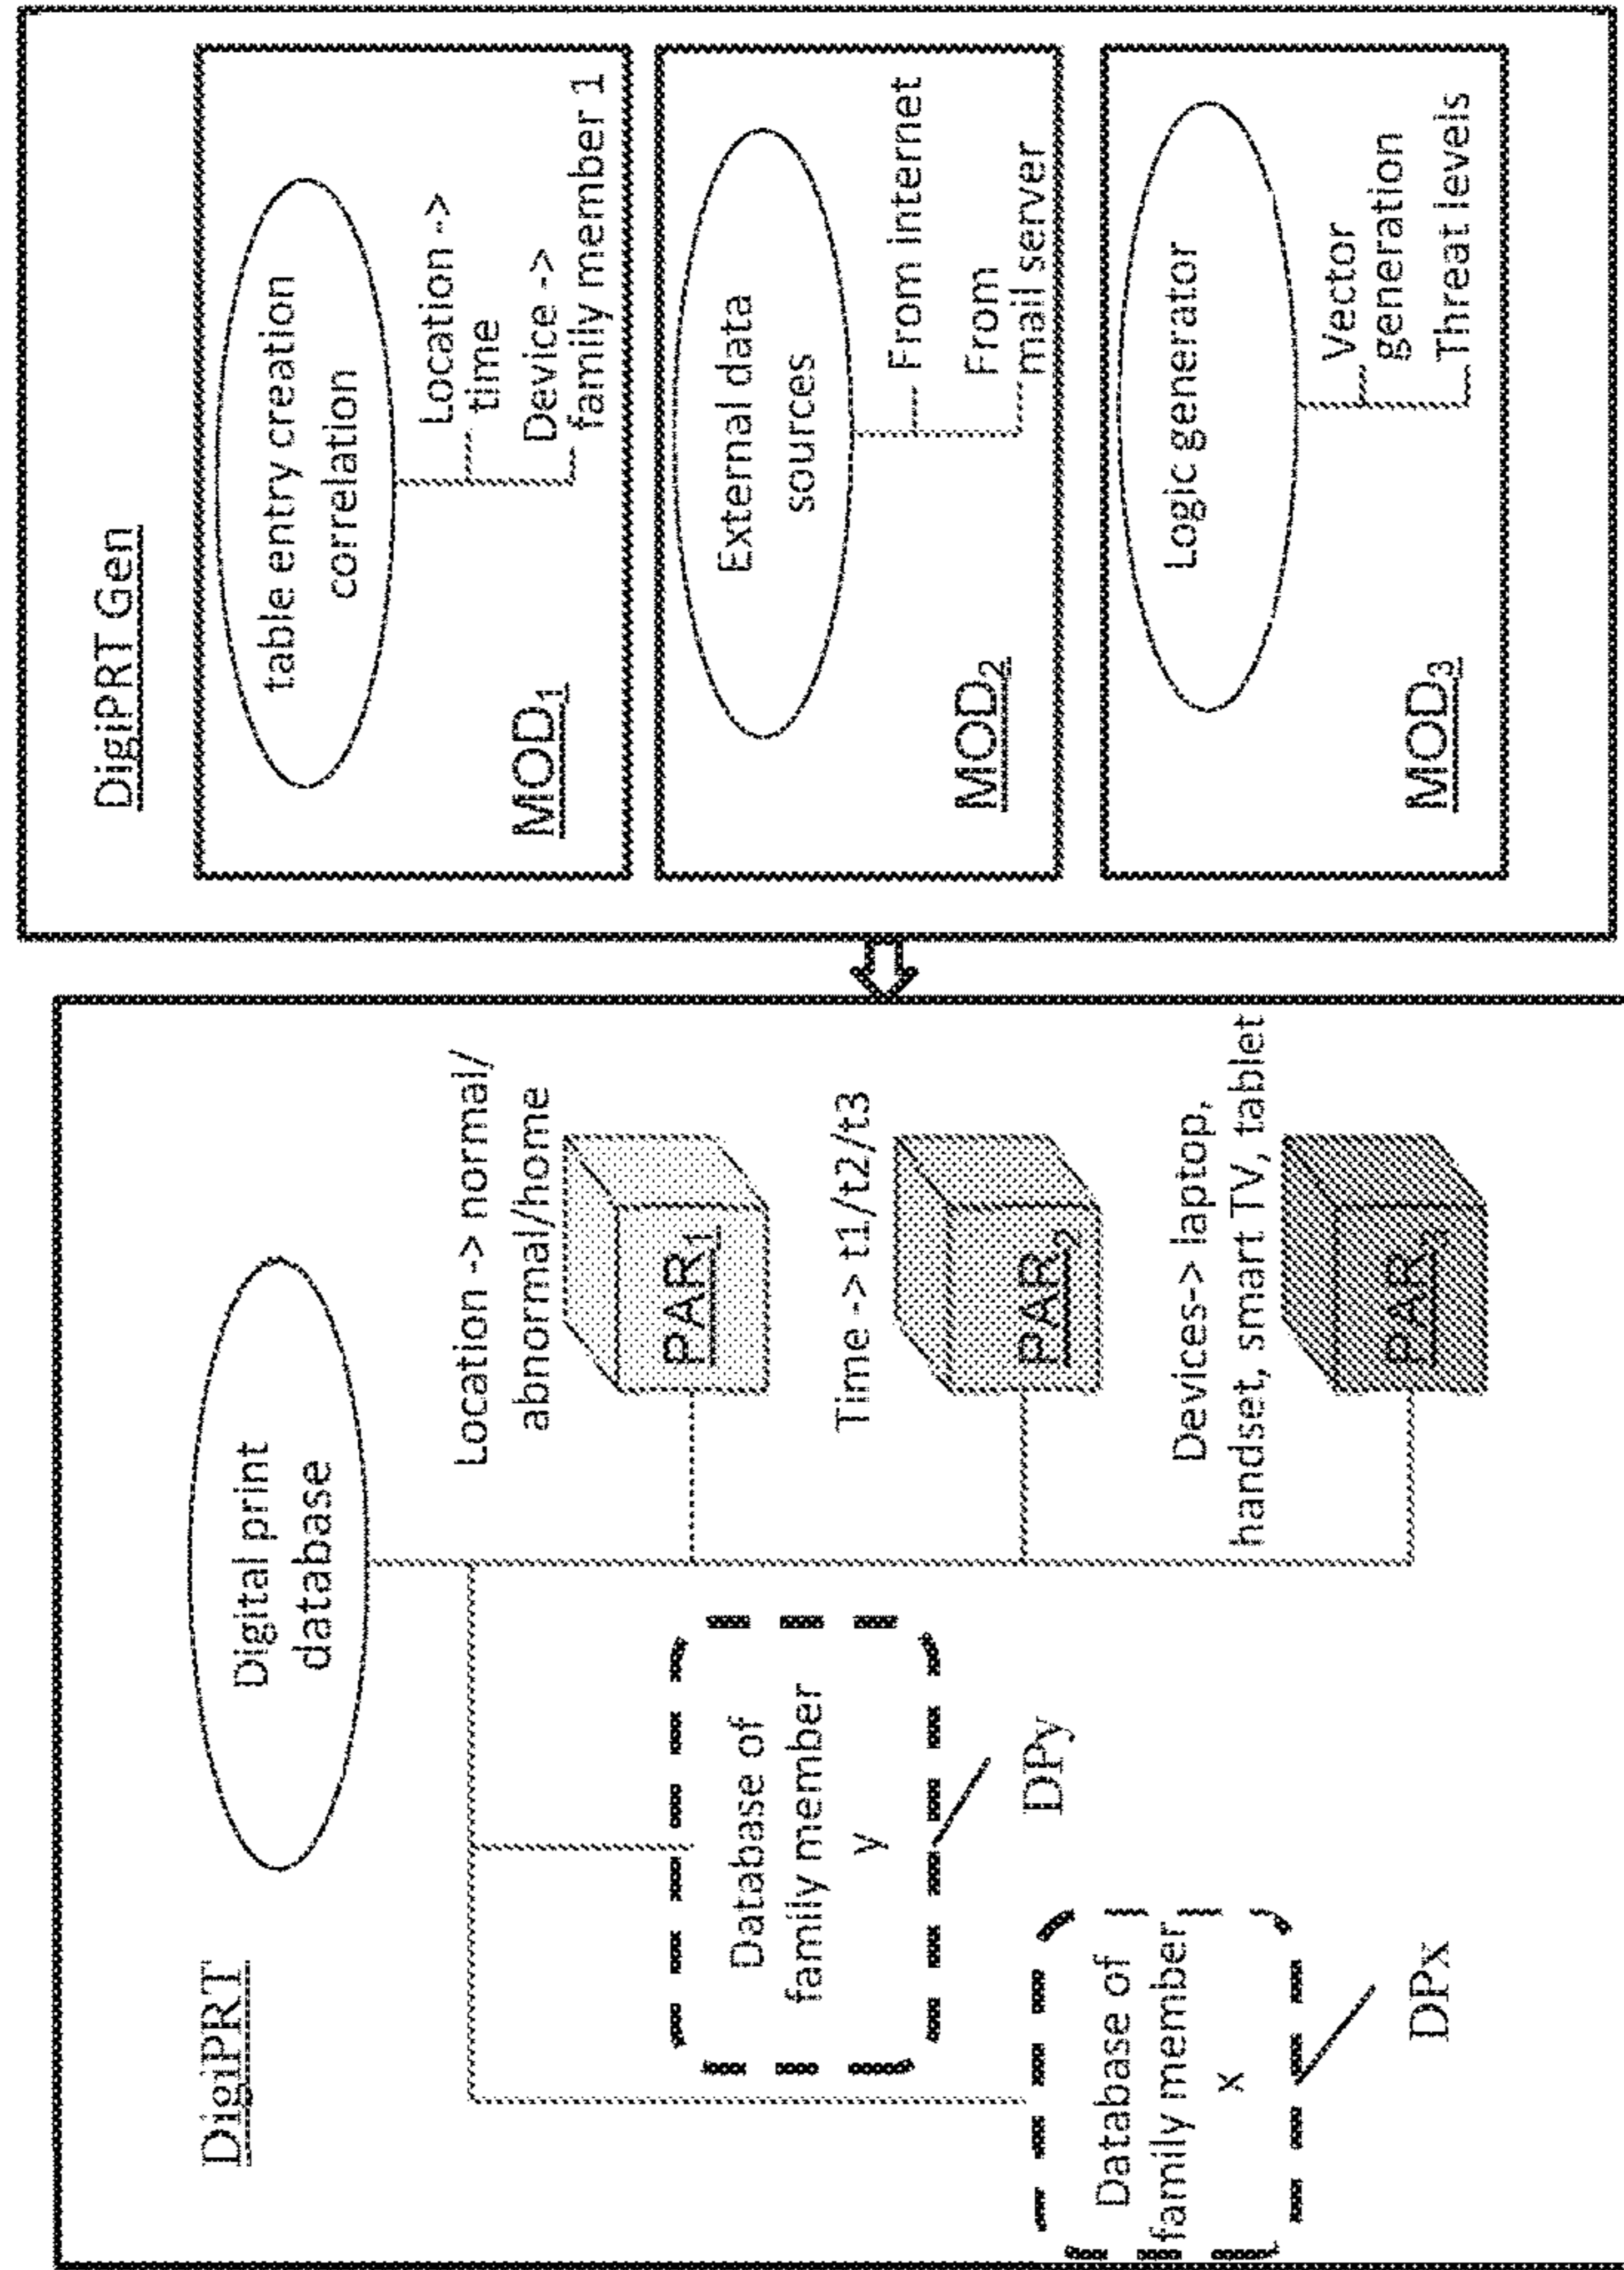 DigiPRT
Digital print
database
Database of
family member
y
DPy
Database of
family member
x
DPx
Location -> normal/
abnormal/home
PAR1
Time -> t1/t2/t3
PAR2
Devices-> laptop,
handset, smart TV, tablet
DigiPRT Gen
table entry creation
correlation
Location -->
time
Device ->
family member 1
MOD1
External data
sources
From internet
From
mail server
MOD2
Logic generator
Vector
generation
Threat levels
MOD3